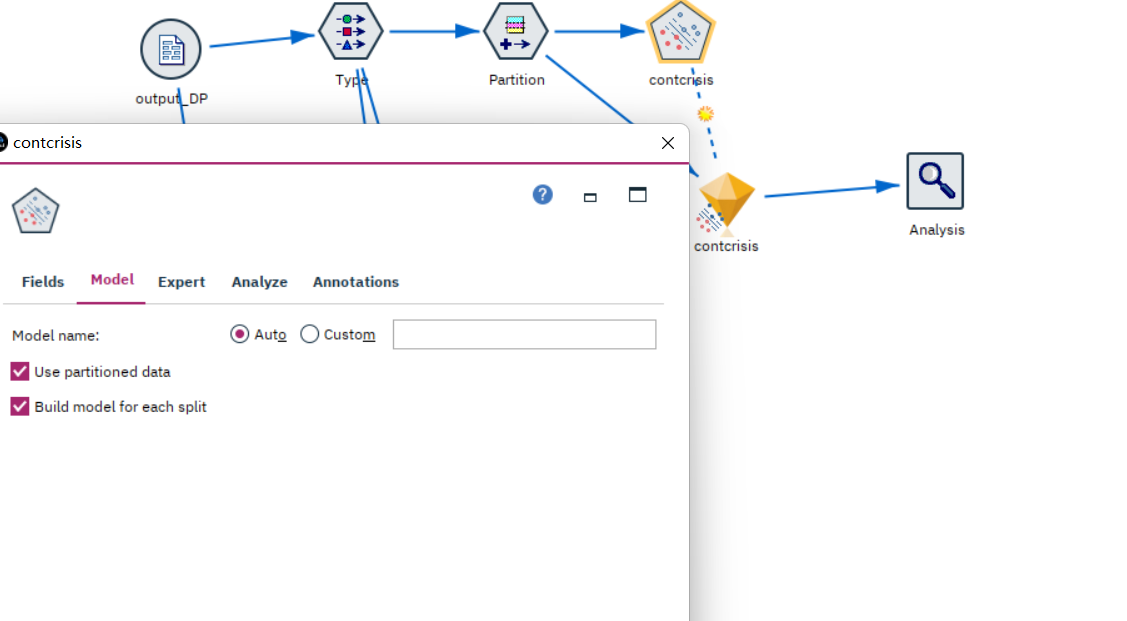 Type
Partition
contcrisis
output_DP
contcrisis
contcrisis
Analysis
?
Fields Model Expert Analyze Annotations
Model name: Auto Custom
Use partitioned data
Build model for each split